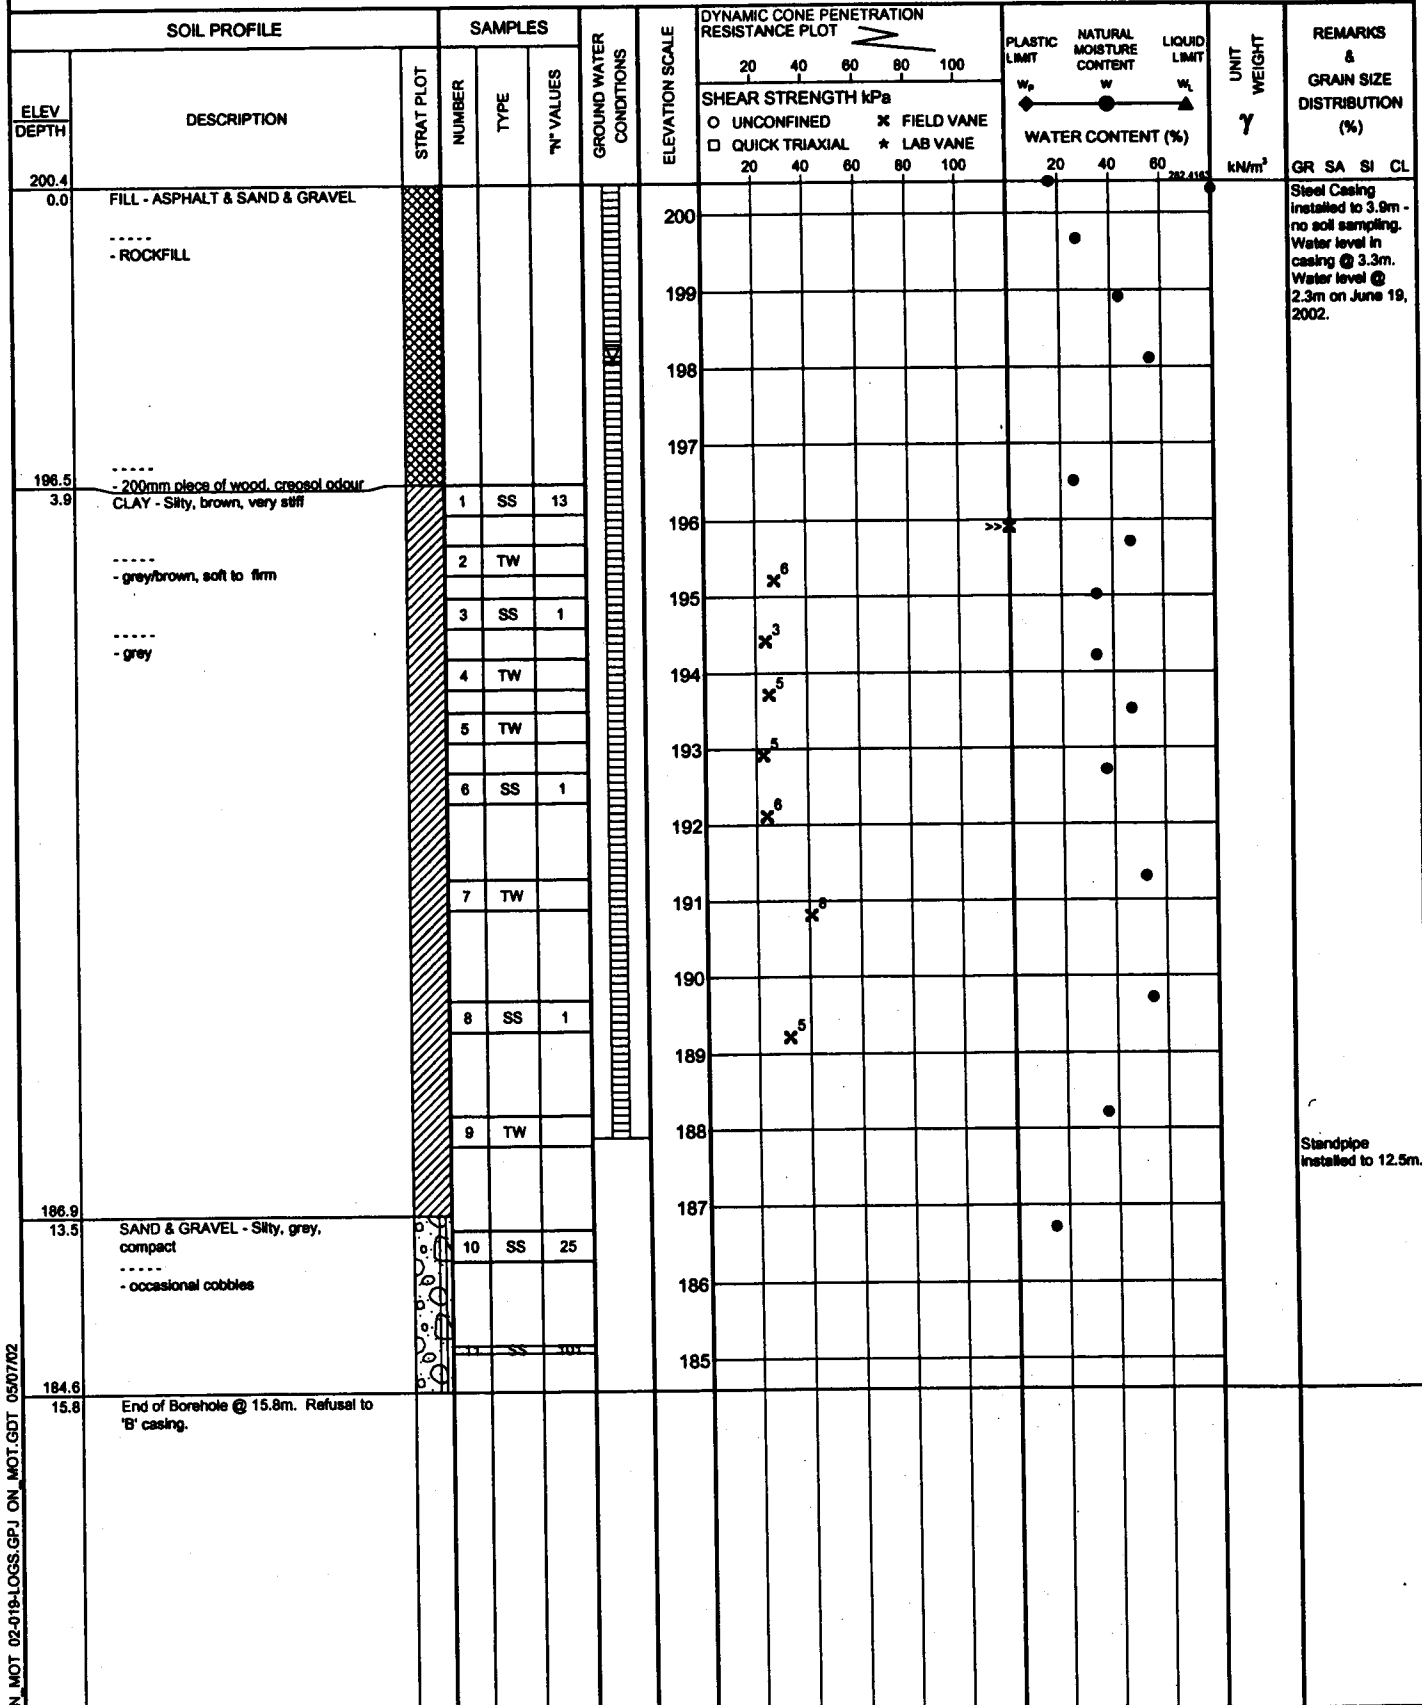 SOIL PROFILE
SAMPLES
ELEV
DEPTH
DESCRIPTION
STRAT PLOT
NUMBER
TYPE
"N" VALUES
GROUND WATER
CONDITIONS
ELEVATION SCALE
DYNAMIC CONE PENETRATION
RESISTANCE PLOT
20 40 60 80 100
SHEAR STRENGTH kPa
O UNCONFINED × FIELD VANE
□ QUICK TRIAXIAL ★ LAB VANE
20 40 60 80 100
PLASTIC
LIMIT
NATURAL
MOISTURE
CONTENT
LIQUID
LIMIT
WP W WL
WATER CONTENT (%)
20 40 60
UNIT
WEIGHT
γ
kN/m³
REMARKS
&
GRAIN SIZE
DISTRIBUTION
(%)
GR SA SI CL
200.4
0.0
FILL - ASPHALT & SAND & GRAVEL
-----
- ROCKFILL
-----
- 200mm piece of wood, creosol odour
196.5
3.9
CLAY - Silty, brown, very stiff
-----
- grey/brown, soft to firm
-----
- grey
186.9
13.5
SAND & GRAVEL - Silty, grey,
compact
-----
- occasional cobbles
184.6
15.8
End of Borehole @ 15.8m. Refusal to
'B' casing.
1 SS 13
2 TW
3 SS 1
4 TW
5 TW
6 SS 1
7 TW
8 SS 1
9 TW
10 SS 25
11 SS 101
200
199
198
197
196
195
194
193
192
191
190
189
188
187
186
185
>>
6
3
5
5
6
8
5
Steel Casing
installed to 3.9m -
no soil sampling.
Water level in
casing @ 3.3m.
Water level @
2.3m on June 19,
2002.
Standpipe
installed to 12.5m.
N_MOT 02-019-LOGS.GPJ ON_MOT.GDT 05/07/02